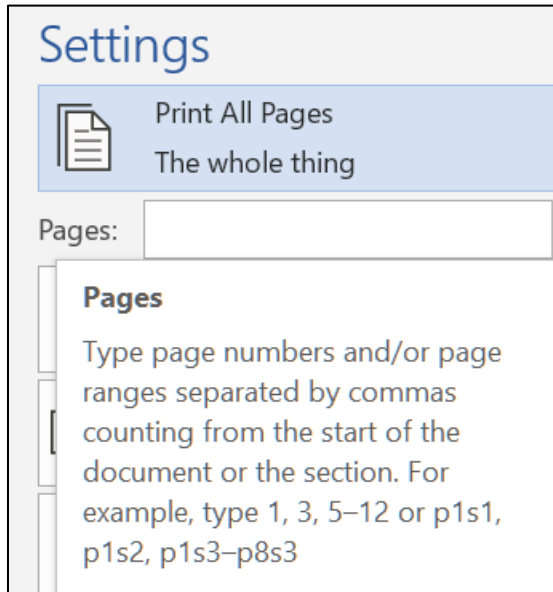 Settings
Print All Pages
The whole thing
Pages:
Pages
Type page numbers and/or page
ranges separated by commas
counting from the start of the
document or the section. For
example, type 1, 3, 5–12 or p1s1,
p1s2, p1s3–p8s3